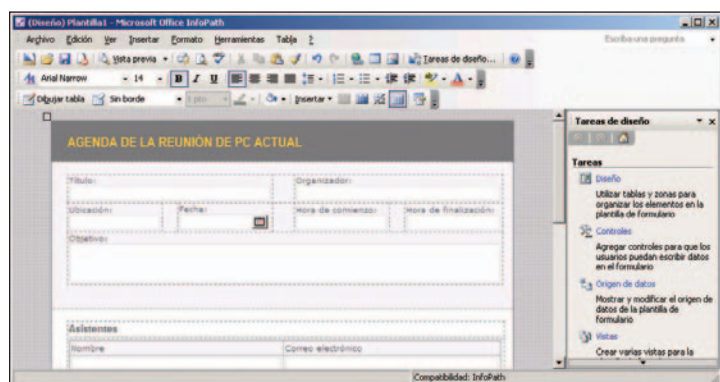 (Diseño) Plantilla1 - Microsoft Office InfoPath
Archivo Edición Ver Insertar Formato Herramientas Tabla ?
Escriba una pregunta
Vista previa
Tareas de diseño...
Arial Narrow 14 N K S
Dibujar tabla Sin borde 1 pto Insertar
Tareas de diseño
AGENDA DE LA REUNIÓN DE PC ACTUAL
Tareas
Título: Organizador:
Diseño
Utilizar tablas y zonas para
organizar los elementos en la
plantilla de formulario
Ubicación: Fecha: Hora de comienzo: Hora de finalización:
Controles
Objetivo:
Agregar controles para que los
usuarios puedan escribir datos
en el formulario
Origen de datos
Mostrar y modificar el origen de
datos de la plantilla de
formulario
Asistentes
Vistas
Nombre Correo electrónico
Crear varias vistas para la
Compatibilidad: InfoPath